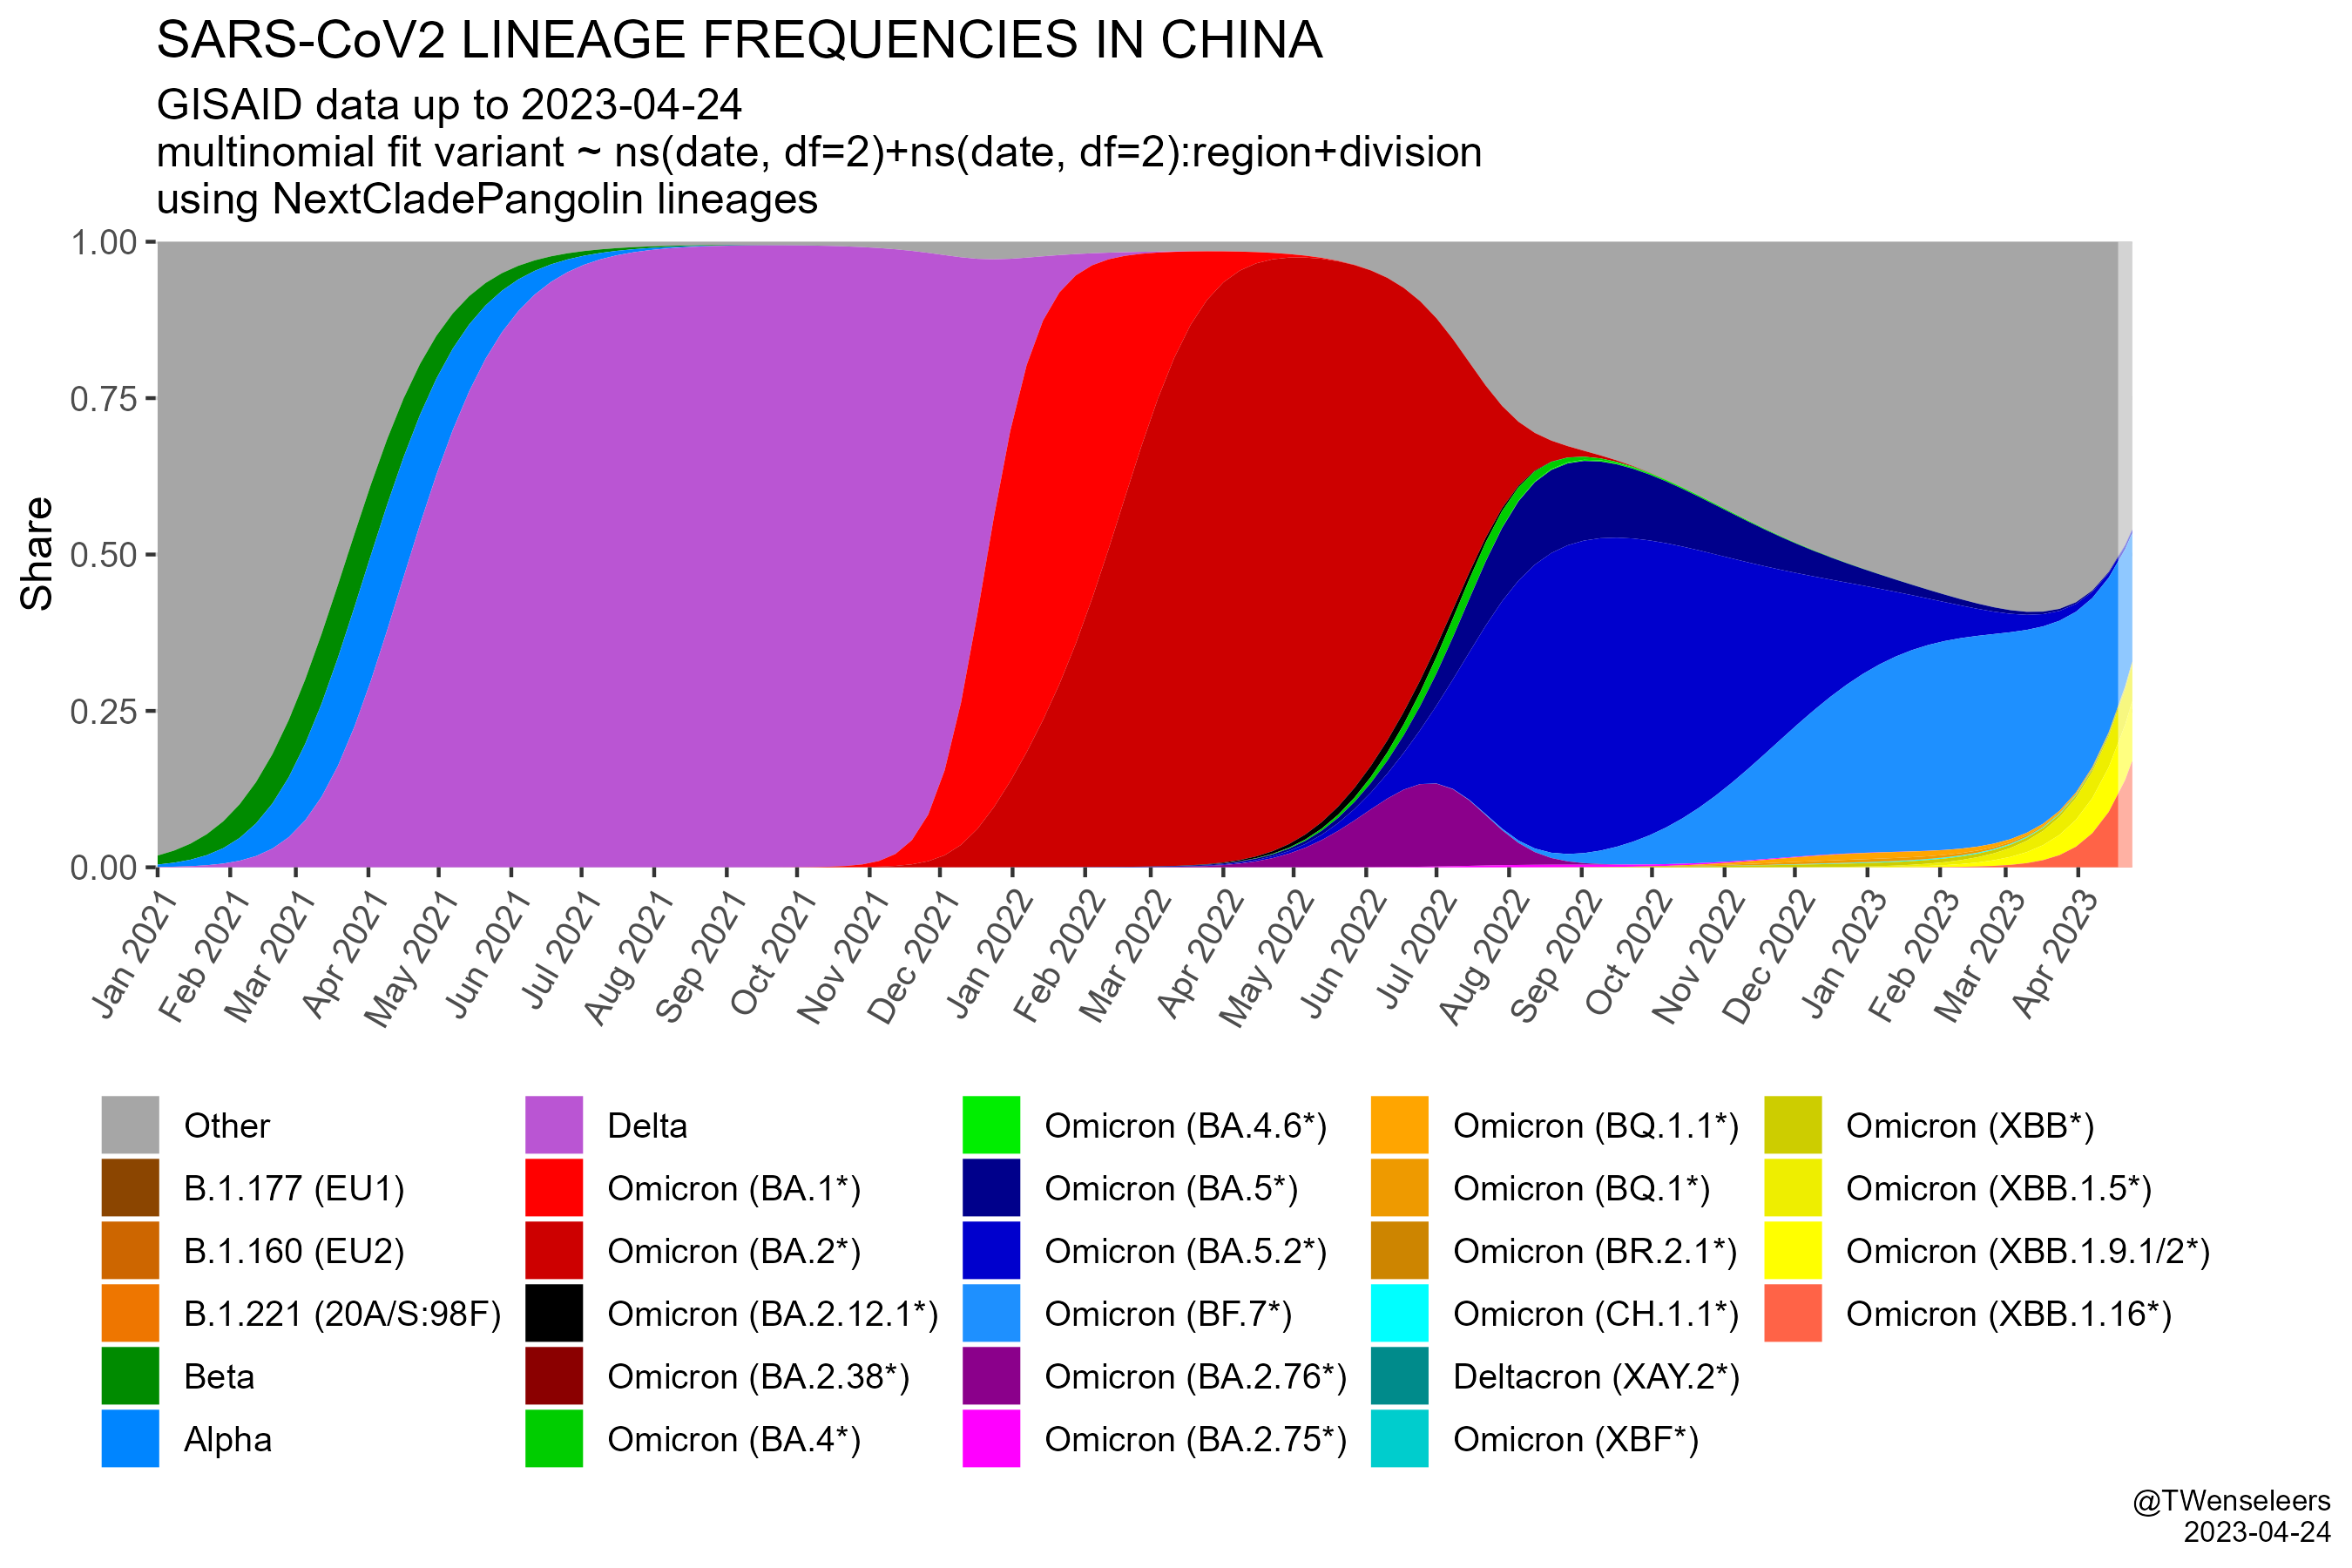 SARS-CoV2 LINEAGE FREQUENCIES IN CHINA
GISAID data up to 2023-04-24
multinomial fit variant ~ ns(date, df=2)+ns(date, df=2):region+division
using NextCladePangolin lineages
Share
1.00
0.75
0.50
0.25
0.00
Jan 2021
Feb 2021
Mar 2021
Apr 2021
May 2021
Jun 2021
Jul 2021
Aug 2021
Sep 2021
Oct 2021
Nov 2021
Dec 2021
Jan 2022
Feb 2022
Mar 2022
Apr 2022
May 2022
Jun 2022
Jul 2022
Aug 2022
Sep 2022
Oct 2022
Nov 2022
Dec 2022
Jan 2023
Feb 2023
Mar 2023
Apr 2023
Other
B.1.177 (EU1)
B.1.160 (EU2)
B.1.221 (20A/S:98F)
Beta
Alpha
Delta
Omicron (BA.1*)
Omicron (BA.2*)
Omicron (BA.2.12.1*)
Omicron (BA.2.38*)
Omicron (BA.4*)
Omicron (BA.4.6*)
Omicron (BA.5*)
Omicron (BA.5.2*)
Omicron (BF.7*)
Omicron (BA.2.76*)
Omicron (BA.2.75*)
Omicron (BQ.1.1*)
Omicron (BQ.1*)
Omicron (BR.2.1*)
Omicron (CH.1.1*)
Deltacron (XAY.2*)
Omicron (XBF*)
Omicron (XBB*)
Omicron (XBB.1.5*)
Omicron (XBB.1.9.1/2*)
Omicron (XBB.1.16*)
@TWenseleers
2023-04-24